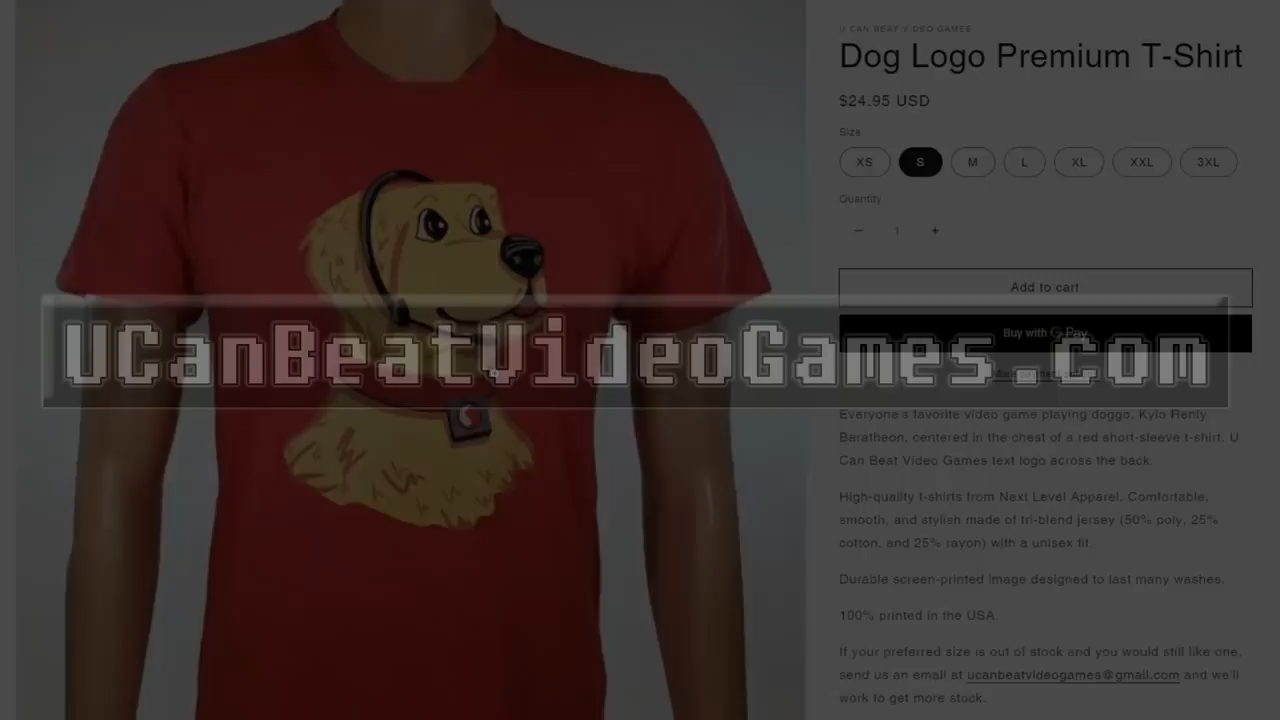 U CAN BEAT VIDEO GAMES
Dog Logo Premium T-Shirt
$24.95 USD
Size
XS S M L XL XXL 3XL
Quantity
− 1 +
Add to cart
Buy with G Pay
UCanBeatVideoGames.com
Everyone's favorite video game playing doggo, Kylo Renly
Baratheon, centered in the chest of a red short-sleeve t-shirt. U
Can Beat Video Games text logo across the back.
High-quality t-shirts from Next Level Apparel. Comfortable,
smooth, and stylish made of tri-blend jersey (50% poly, 25%
cotton, and 25% rayon) with a unisex fit.
Durable screen-printed image designed to last many washes.
100% printed in the USA.
If your preferred size is out of stock and you would still like one,
send us an email at ucanbeatvideogames@gmail.com and we'll
work to get more stock.